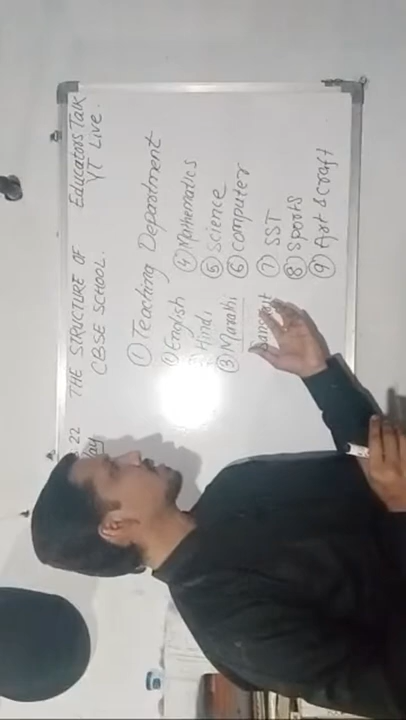 22 THE STRUCTURE OF Educators Talk
CBSE SCHOOL. YT Live.
① Teaching Department
① English ④ Mathematics
Hindi ⑤ Science
③ Marathi ⑥ Computer
⑦ SST
⑧ Sports
⑨ Art & Craft